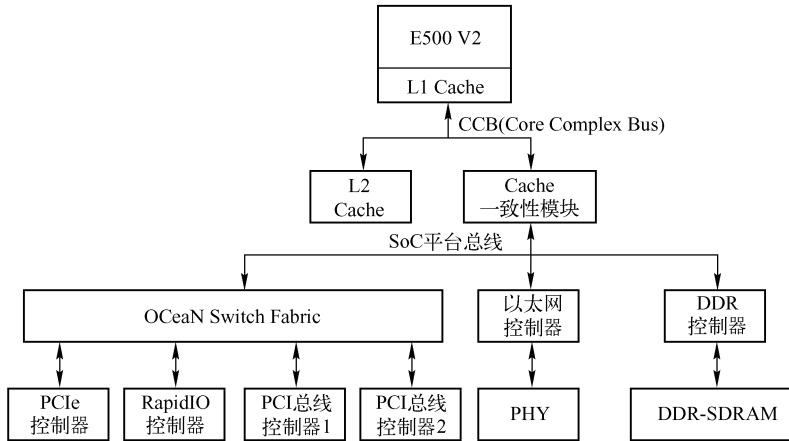 E500 V2
L1 Cache
CCB(Core Complex Bus)
L2
Cache
Cache
一致性模块
SoC平台总线
OCeaN Switch Fabric
以太网
控制器
DDR
控制器
PCIe
控制器
RapidIO
控制器
PCI总线
控制器1
PCI总线
控制器2
PHY
DDR-SDRAM